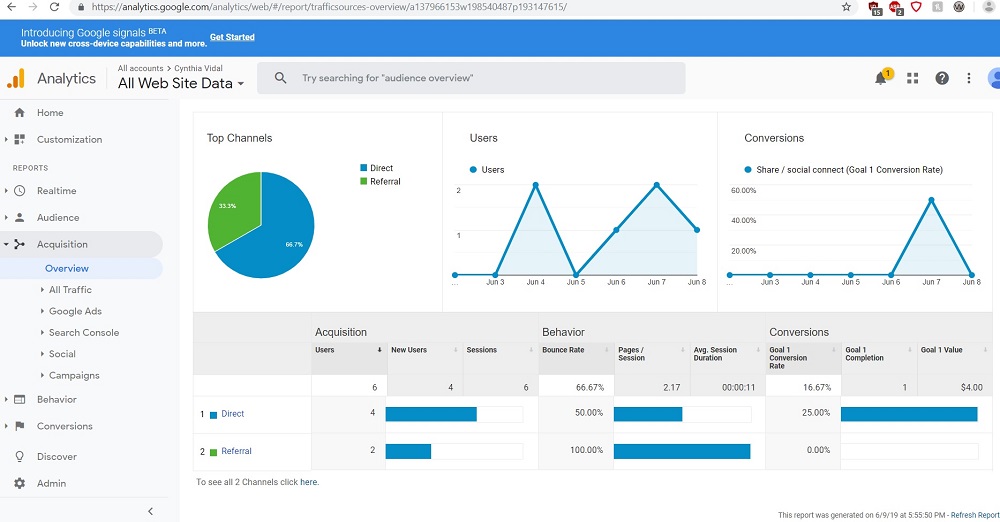 https://analytics.google.com/analytics/web/#/report/trafficsources-overview/a137966153w198540487p193147615/
15
2
Introducing Google signals BETA
Unlock new cross-device capabilities and more.
Get Started
Analytics
All accounts > Cynthia Vidal
All Web Site Data
Try searching for "audience overview"
1
Home
Customization
REPORTS
Realtime
Audience
Acquisition
Overview
All Traffic
Google Ads
Search Console
Social
Campaigns
Behavior
Conversions
Discover
Admin
Top Channels
Direct
Referral
33.3%
66.7%
Users
Users
2
1
... Jun 3 Jun 4 Jun 5 Jun 6 Jun 7 Jun 8
Conversions
Share / social connect (Goal 1 Conversion Rate)
60.00%
40.00%
20.00%
... Jun 3 Jun 4 Jun 5 Jun 6 Jun 7 Jun 8
Acquisition Behavior Conversions
Users New Users Sessions Bounce Rate Pages / Avg. Session Goal 1 Goal 1 Goal 1 Value
Session Duration Conversion Completion
Rate
6 4 6 66.67% 2.17 00:00:11 16.67% 1 $4.00
1 Direct 4 50.00% 25.00%
2 Referral 2 100.00% 0.00%
To see all 2 Channels click here.
This report was generated on 6/9/19 at 5:55:50 PM - Refresh Report